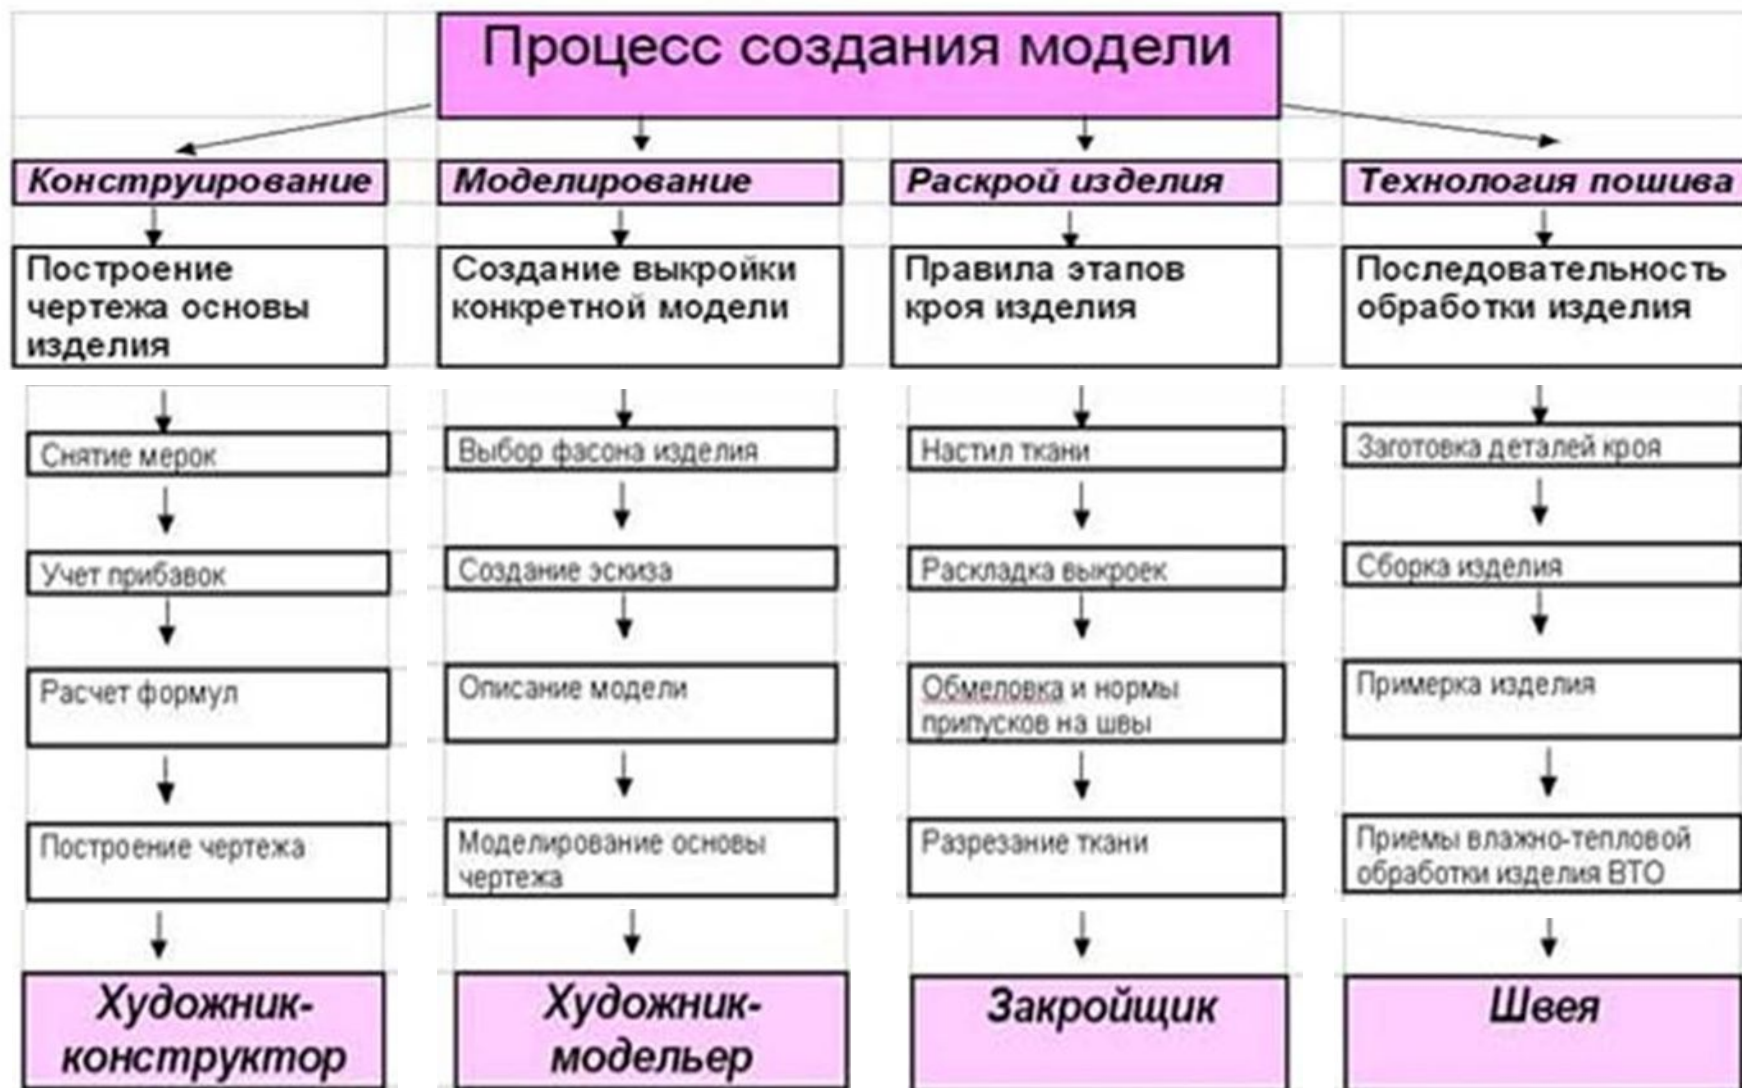 Процесс создания модели
Конструирование
Моделирование
Раскрой изделия
Технология пошива
Построение
чертежа основы
изделия
Создание выкройки
конкретной модели
Правила этапов
кроя изделия
Последовательность
обработки изделия
Снятие мерок
Выбор фасона изделия
Настил ткани
Заготовка деталей кроя
Учет прибавок
Создание эскиза
Раскладка выкроек
Сборка изделия
Расчет формул
Описание модели
Обмеловка и нормы
припусков на швы
Примерка изделия
Построение чертежа
Моделирование основы
чертежа
Разрезание ткани
Приемы влажно-тепловой
обработки изделия ВТО
Художник-
конструктор
Художник-
модельер
Закройщик
Швея